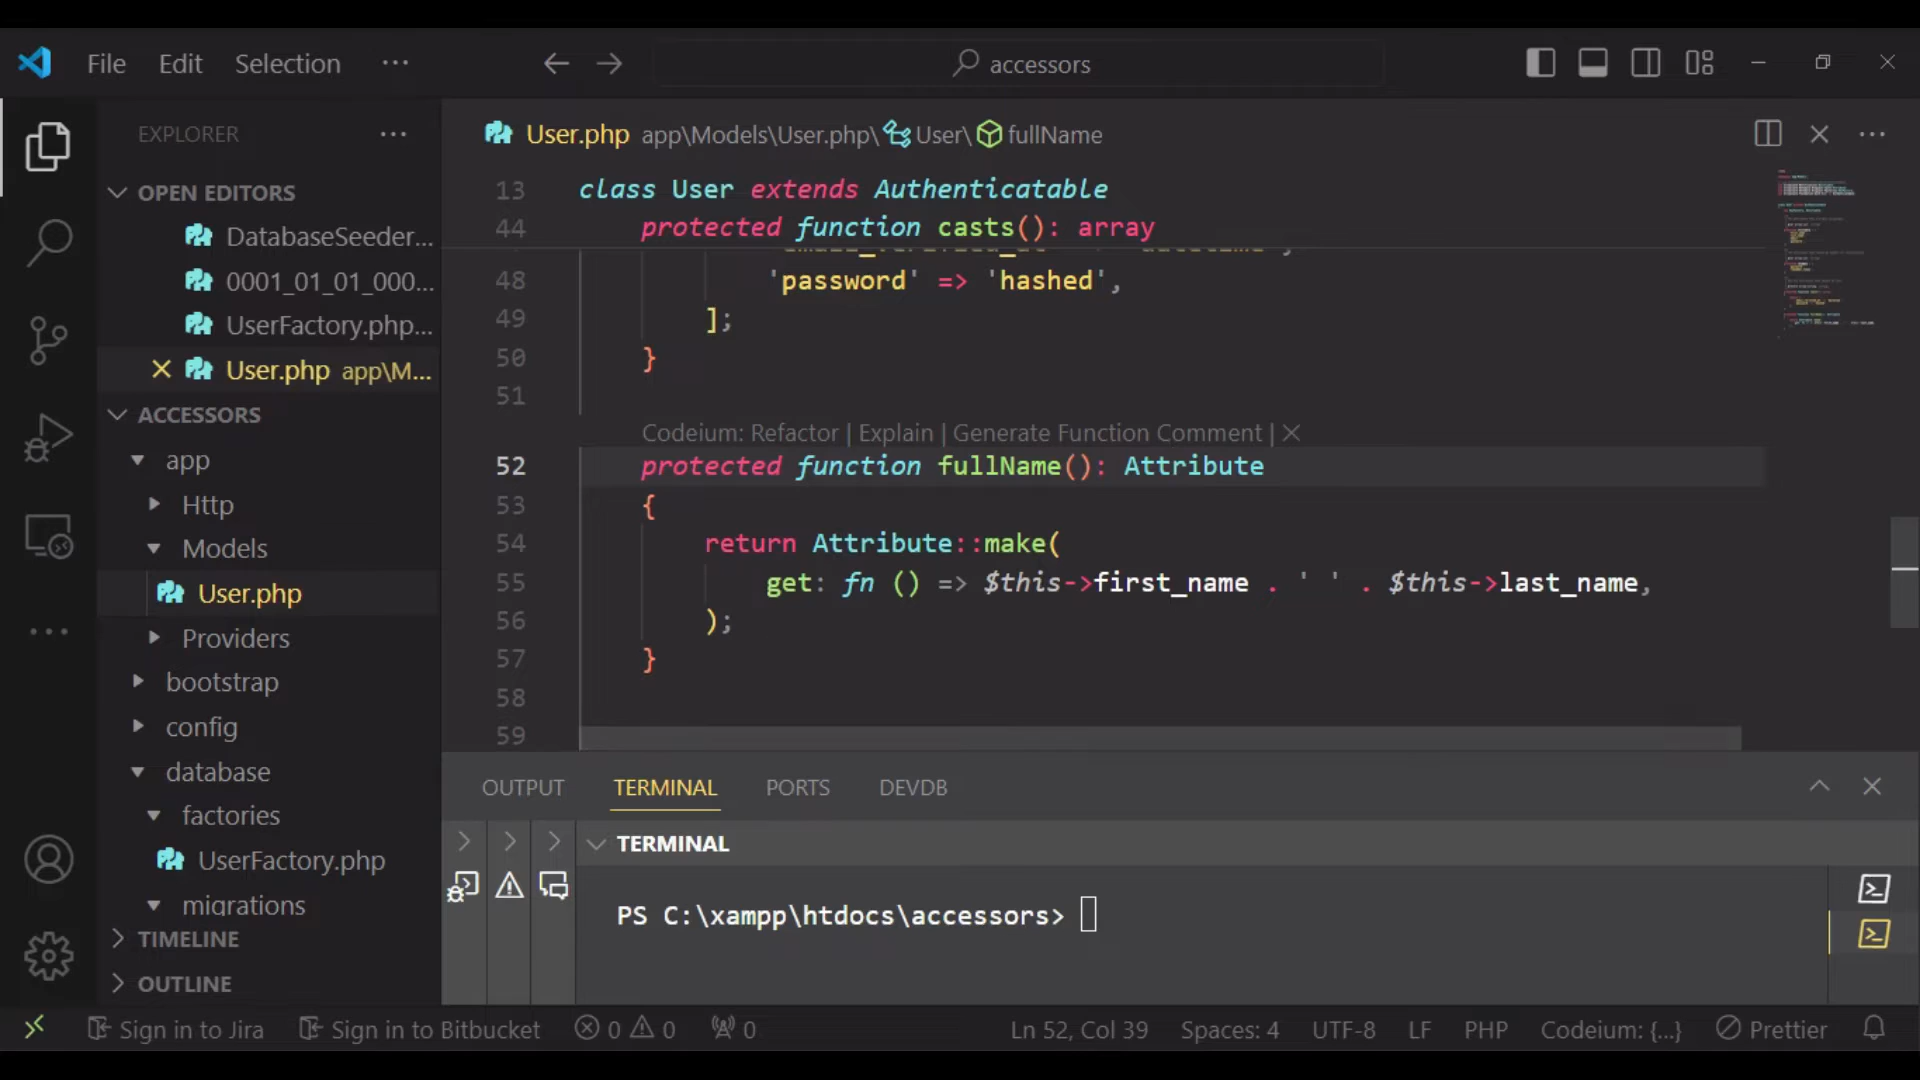 File Edit Selection ··· accessors
EXPLORER ···
OPEN EDITORS
DatabaseSeeder...
0001_01_01_000...
UserFactory.php...
User.php app\M...
ACCESSORS
app
Http
Models
User.php
Providers
bootstrap
config
database
factories
UserFactory.php
migrations
TIMELINE
OUTLINE
User.php app\Models\User.php\ User\ fullName
13 class User extends Authenticatable
44 protected function casts(): array
48 'password' => 'hashed',
49 ];
50 }
51
Codeium: Refactor | Explain | Generate Function Comment | X
52 protected function fullName(): Attribute
53 {
54 return Attribute::make(
55 get: fn () => $this->first_name . ' ' . $this->last_name,
56 );
57 }
58
59
OUTPUT TERMINAL PORTS DEVDB
TERMINAL
PS C:\xampp\htdocs\accessors>
Sign in to Jira Sign in to Bitbucket 0 0 0 Ln 52, Col 39 Spaces: 4 UTF-8 LF PHP Codeium: {...} Prettier